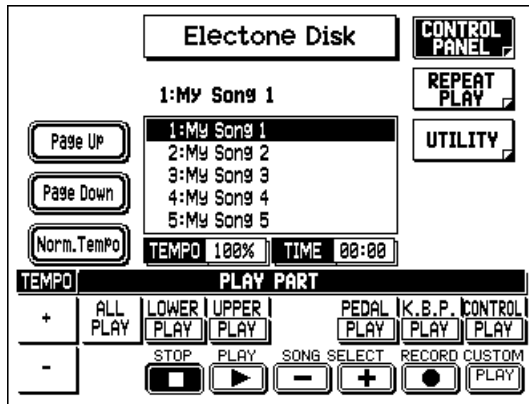 Electone Disk
CONTROL PANEL
1:My Song 1
REPEAT PLAY
Page Up
1:My Song 1
UTILITY
2:My Song 2
3:My Song 3
Page Down
4:My Song 4
5:My Song 5
Norm.Tempo
TEMPO 100% TIME 00:00
TEMPO PLAY PART
+ ALL PLAY LOWER PLAY UPPER PLAY PEDAL PLAY K.B.P. PLAY CONTROL PLAY
STOP PLAY SONG SELECT RECORD CUSTOM PLAY
- - +